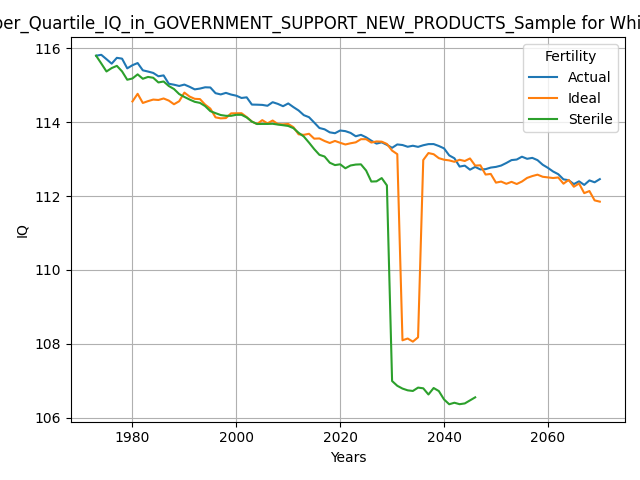 per_Quartile_IQ_in_GOVERNMENT_SUPPORT_NEW_PRODUCTS_Sample for Whi
Fertility
Actual
Ideal
Sterile
116
114
112
110
108
106
IQ
1980
2000
2020
2040
2060
Years